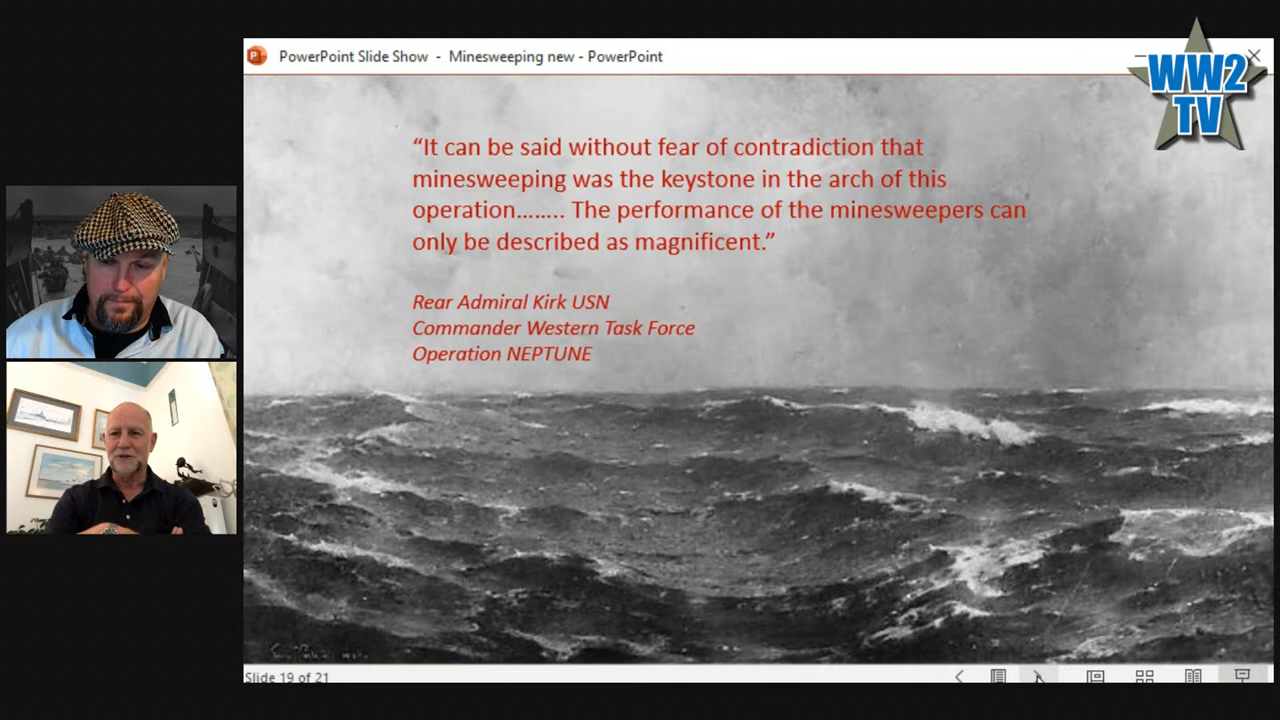 PowerPoint Slide Show - Minesweeping new - PowerPoint
WW2
TV
“It can be said without fear of contradiction that
minesweeping was the keystone in the arch of this
operation…….. The performance of the minesweepers can
only be described as magnificent.”
Rear Admiral Kirk USN
Commander Western Task Force
Operation NEPTUNE
Slide 19 of 21